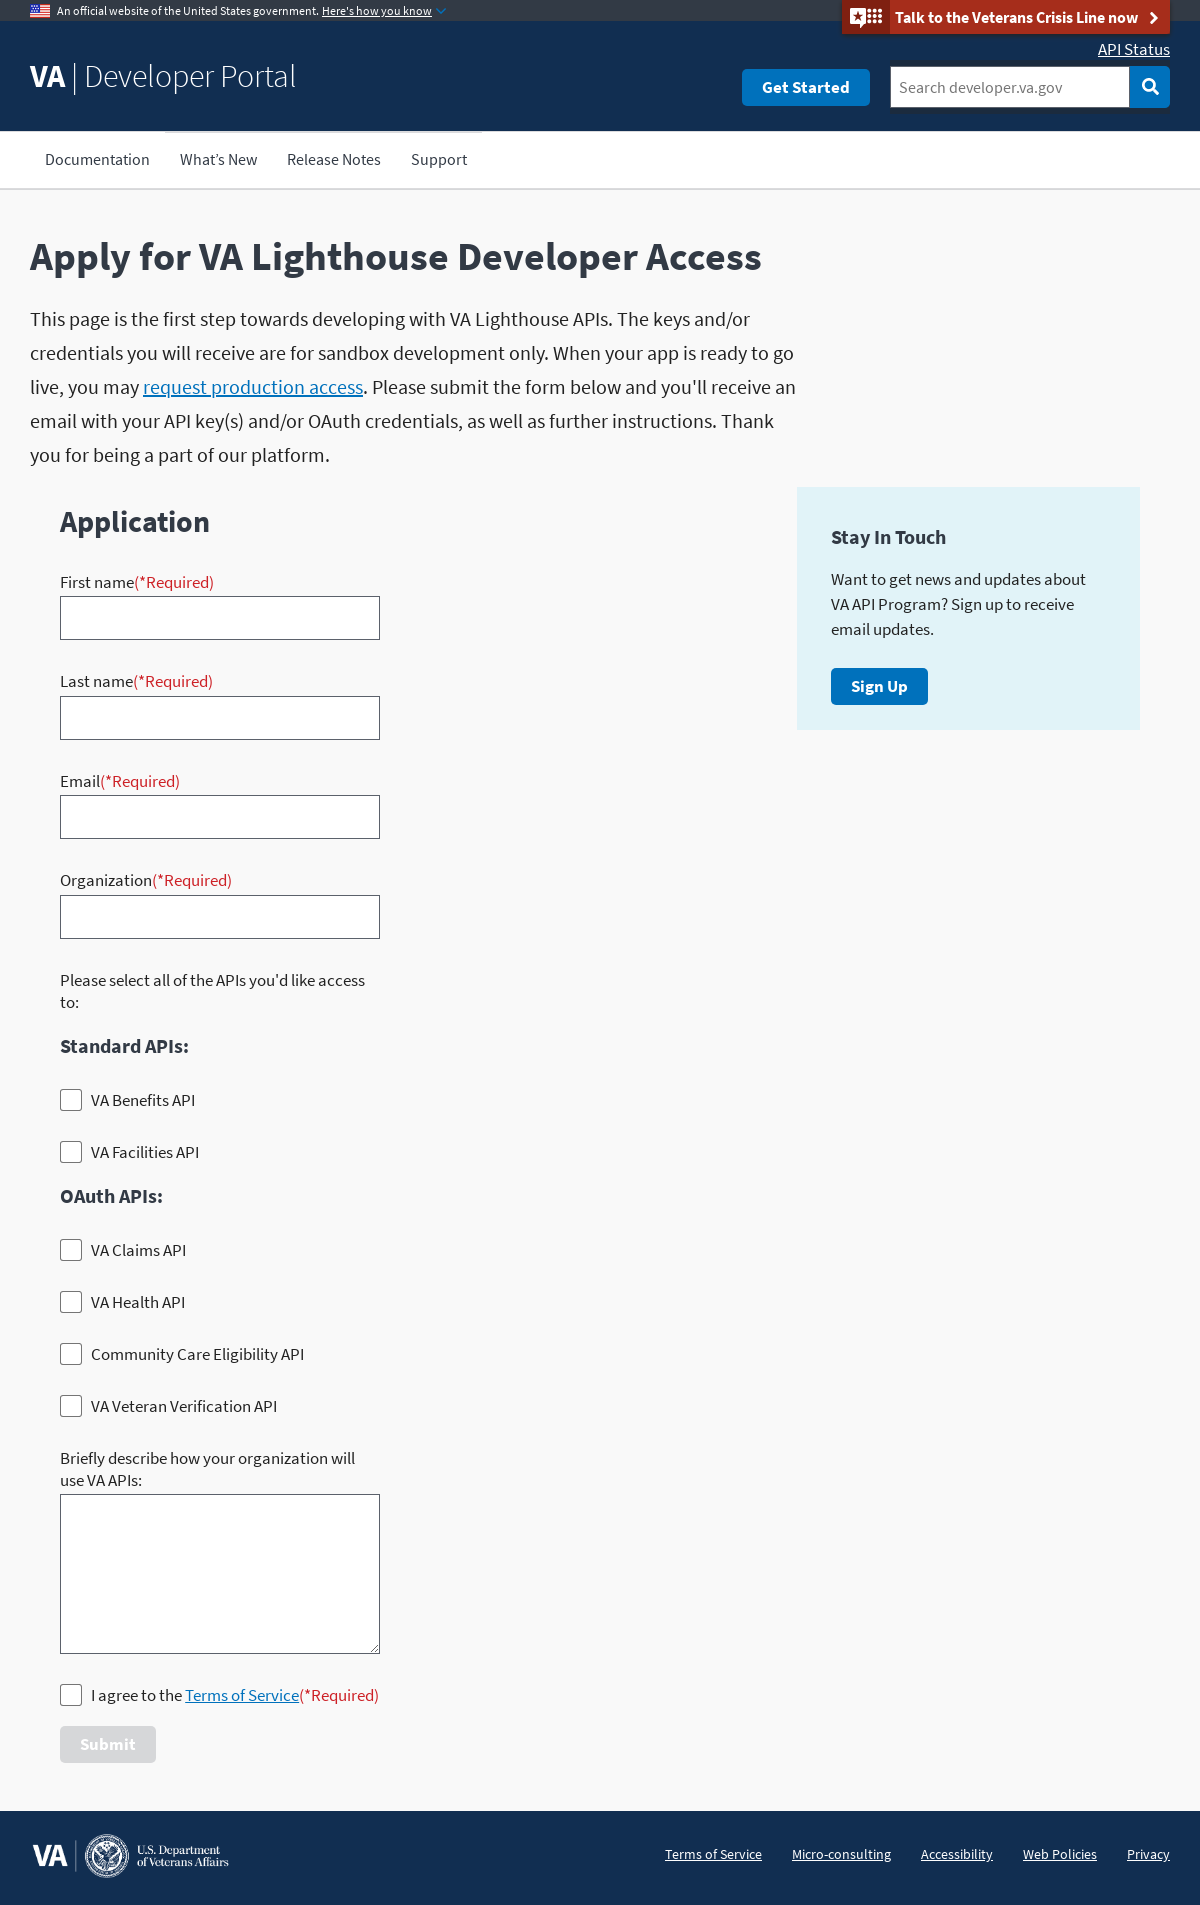 An official website of the United States government. Here's how you know
Talk to the Veterans Crisis Line now
API Status
VA | Developer Portal
Get Started
Search developer.va.gov
Documentation
What’s New
Release Notes
Support
Apply for VA Lighthouse Developer Access
This page is the first step towards developing with VA Lighthouse APIs. The keys and/or
credentials you will receive are for sandbox development only. When your app is ready to go
live, you may request production access. Please submit the form below and you'll receive an
email with your API key(s) and/or OAuth credentials, as well as further instructions. Thank
you for being a part of our platform.
Application
First name(*Required)
Last name(*Required)
Email(*Required)
Organization(*Required)
Please select all of the APIs you'd like access
to:
Standard APIs:
VA Benefits API
VA Facilities API
OAuth APIs:
VA Claims API
VA Health API
Community Care Eligibility API
VA Veteran Verification API
Briefly describe how your organization will
use VA APIs:
I agree to the Terms of Service(*Required)
Submit
Stay In Touch
Want to get news and updates about
VA API Program? Sign up to receive
email updates.
Sign Up
VA
U.S. Department
of Veterans Affairs
Terms of Service
Micro-consulting
Accessibility
Web Policies
Privacy